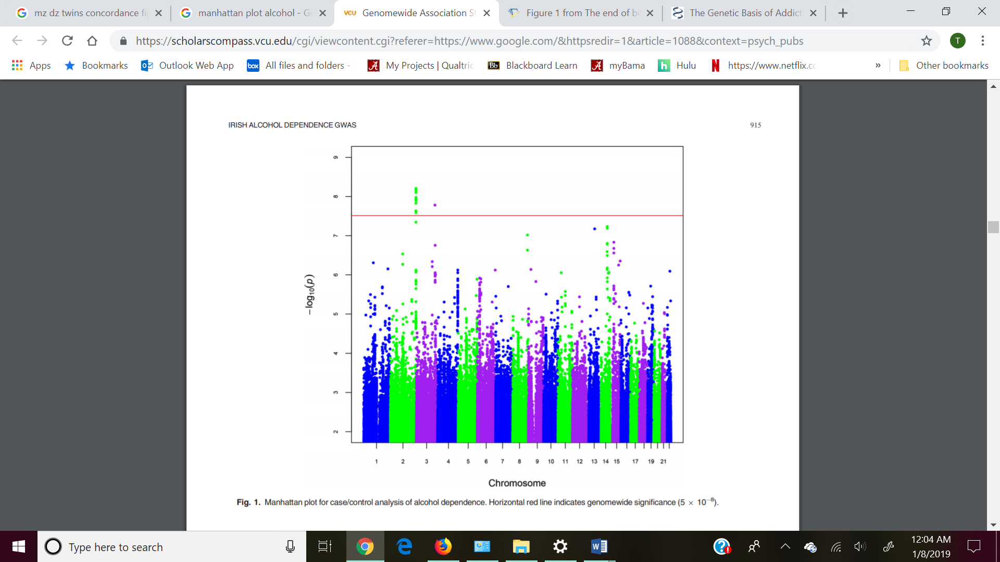 mz dz twins concordance fi
manhattan plot alcohol - G
VCU Genomewide Association St
Figure 1 from The end of b
The Genetic Basis of Addict
https://scholarscompass.vcu.edu/cgi/viewcontent.cgi?referer=https://www.google.com/&httpsredir=1&article=1088&context=psych_pubs
T
Apps
Bookmarks
Outlook Web App
box All files and folders -
My Projects | Qualtric
Bb Blackboard Learn
myBama
h Hulu
N https://www.netflix.co
»
Other bookmarks
IRISH ALCOHOL DEPENDENCE GWAS
915
9
8
7
6
5
4
3
2
−log10(p)
1 2 3 4 5 6 7 8 9 10 11 12 13 14 15 17 19 21
Chromosome
Fig. 1. Manhattan plot for case/control analysis of alcohol dependence. Horizontal red line indicates genomewide significance (5 × 10⁻⁸).
Type here to search
12:04 AM
1/8/2019